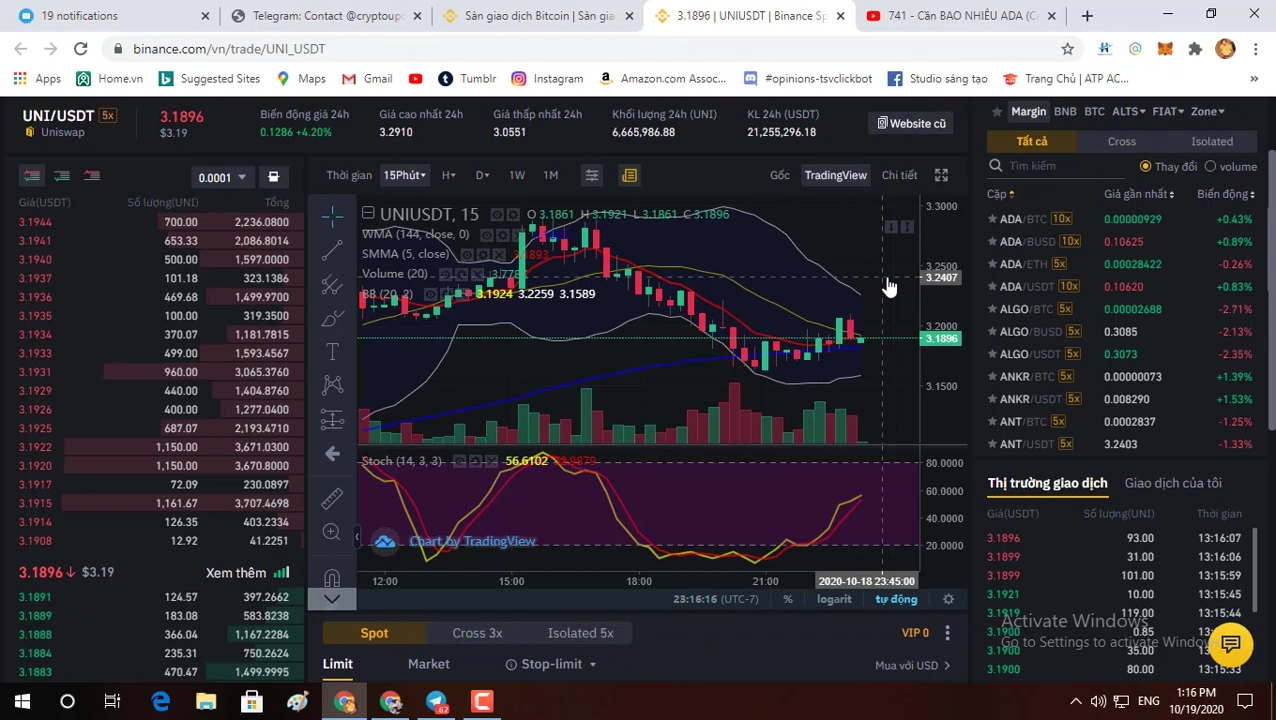 19 notifications
Telegram: Contact @cryptoup
Sàn giao dịch Bitcoin | Sàn gia
3.1896 | UNIUSDT | Binance Sp
741 - Cần BAO NHIÊU ADA (C
binance.com/vn/trade/UNI_USDT
Apps Home.vn Suggested Sites Maps Gmail Tumblr Instagram Amazon.com Assoc... #opinions-tsvclickbot Studio sáng tạo Trang Chủ | ATP AC...
UNI/USDT 5x
Uniswap
3.1896
$3.19
Biến động giá 24h
0.1286 +4.20%
Giá cao nhất 24h
3.2910
Giá thấp nhất 24h
3.0551
Khối lượng 24h (UNI)
6,665,986.88
KL 24h (USDT)
21,255,296.18
Website cũ
0.0001
Giá(USDT) Số lượng(UNI) Tổng
3.1944 700.00 2,236.0800
3.1941 653.33 2,086.8014
3.1940 500.00 1,597.0000
3.1937 101.18 323.1386
3.1936 469.68 1,499.9700
3.1935 100.00 319.3500
3.1934 370.07 1,181.7815
3.1933 499.00 1,593.4567
3.1931 960.00 3,065.3760
3.1929 440.00 1,404.8760
3.1926 400.00 1,277.0400
3.1925 687.07 2,193.4710
3.1922 1,150.00 3,671.0300
3.1920 1,150.00 3,670.8000
3.1917 72.09 230.0897
3.1915 1,161.67 3,707.4698
3.1914 126.35 403.2334
3.1908 12.92 41.2251
3.1896 $3.19 Xem thêm
3.1891 124.57 397.2662
3.1889 183.08 583.8238
3.1888 366.04 1,167.2284
3.1884 235.31 750.2624
3.1883 470.47 1,499.9995
Thời gian 15Phút H D 1W 1M
Gốc TradingView Chi tiết
UNIUSDT, 15 O 3.1861 H 3.1921 L 3.1861 C 3.1896
WMA (144, close, 0)
SMMA (5, close)
Volume (20)
BB (20, 2) 3.1924 3.2259 3.1589
3.3000
3.2407
3.2000
3.1896
3.1500
Stoch (14, 3, 3) 56.6102
80.0000
60.0000
40.0000
20.0000
Chart by TradingView
12:00 15:00 18:00 21:00 2020-10-18 23:45:00
23:16:16 (UTC-7) % logarit tự động
Spot Cross 3x Isolated 5x VIP 0
Limit Market Stop-limit Mua với USD
Margin BNB BTC ALTS FIAT Zone
Tất cả Cross Isolated
Tìm kiếm Thay đổi volume
Cặp Giá gần nhất Biến động
ADA/BTC 10x 0.00000929 +0.43%
ADA/BUSD 10x 0.10625 +0.89%
ADA/ETH 5x 0.00028422 -0.26%
ADA/USDT 10x 0.10620 +0.83%
ALGO/BTC 5x 0.00002688 -2.71%
ALGO/BUSD 5x 0.3085 -2.13%
ALGO/USDT 5x 0.3073 -2.35%
ANKR/BTC 5x 0.00000073 +1.39%
ANKR/USDT 5x 0.008290 +1.53%
ANT/BTC 5x 0.0002837 -1.25%
ANT/USDT 5x 3.2403 -1.33%
Thị trường giao dịch Giao dịch của tôi
Giá(USDT) Số lượng(UNI) Thời gian
3.1896 93.00 13:16:07
3.1899 31.00 13:16:06
3.1899 101.00 13:15:59
3.1921 10.00 13:15:45
3.1919 119.00 13:15:44
3.1900 0.85
3.1900 35.00
3.1900 80.00 13:15:33
Activate Windows
Go to Settings to activate Windows.
62
ENG
1:16 PM
10/19/2020